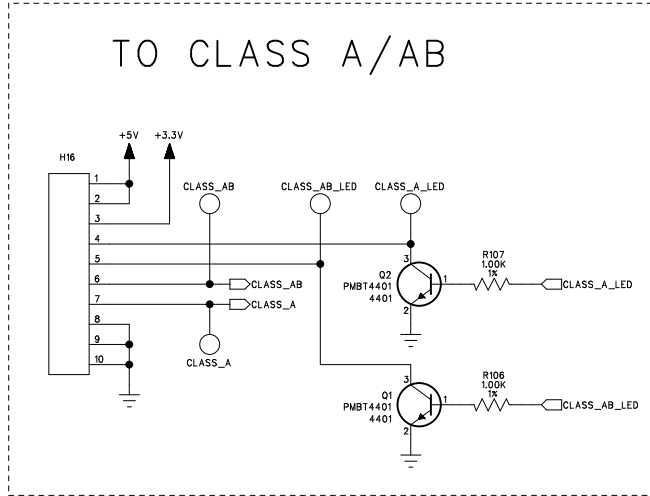 TO CLASS A/AB
+5V
+3.3V
H16
1
2
3
4
5
6
7
8
9
10
CLASS_AB
CLASS_AB_LED
CLASS_A_LED
CLASS_AB
CLASS_A
CLASS_A
Q2
PMBT4401
4401
3
1
2
R107
1.00K
1%
CLASS_A_LED
Q1
PMBT4401
4401
3
1
2
R106
1.00K
1%
CLASS_AB_LED